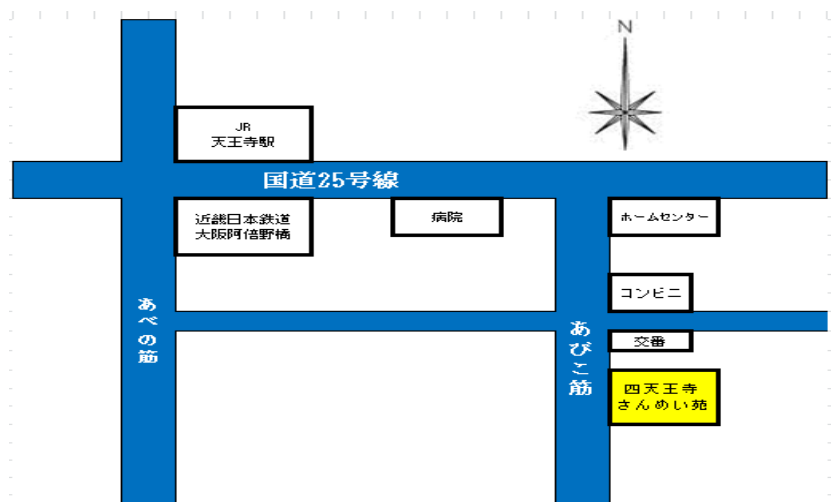 N
JR
天王寺駅
国道25号線
近畿日本鉄道
大阪阿倍野橋
病院
ホームセンター
コンビニ
あべの筋
あびこ筋
交番
四天王寺
さんめい苑